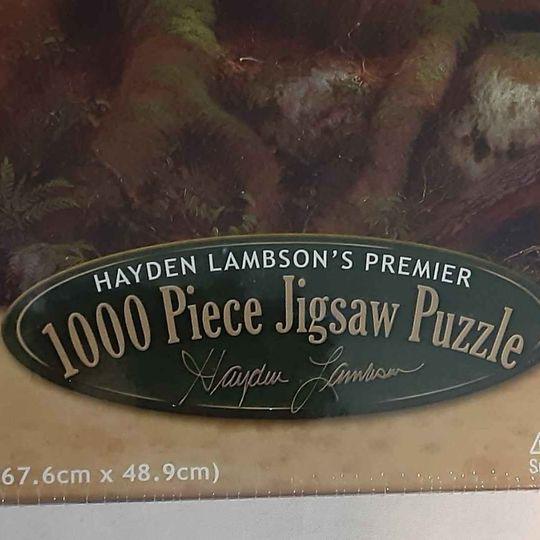 HAYDEN LAMBSON'S PREMIER
1000 Piece Jigsaw Puzzle
Hayden Lambson
67.6cm x 48.9cm)